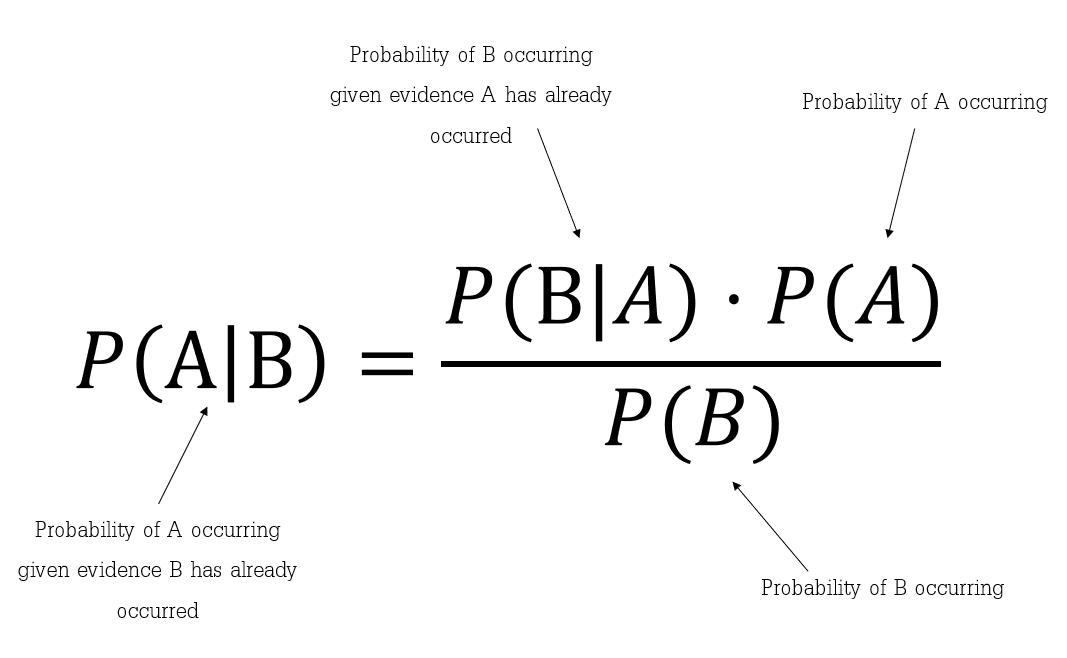 Probability of B occurring
given evidence A has already
occurred
Probability of A occurring
P(B|A) · P(A)
P(A|B) =
P(B)
Probability of A occurring
given evidence B has already
occurred
Probability of B occurring